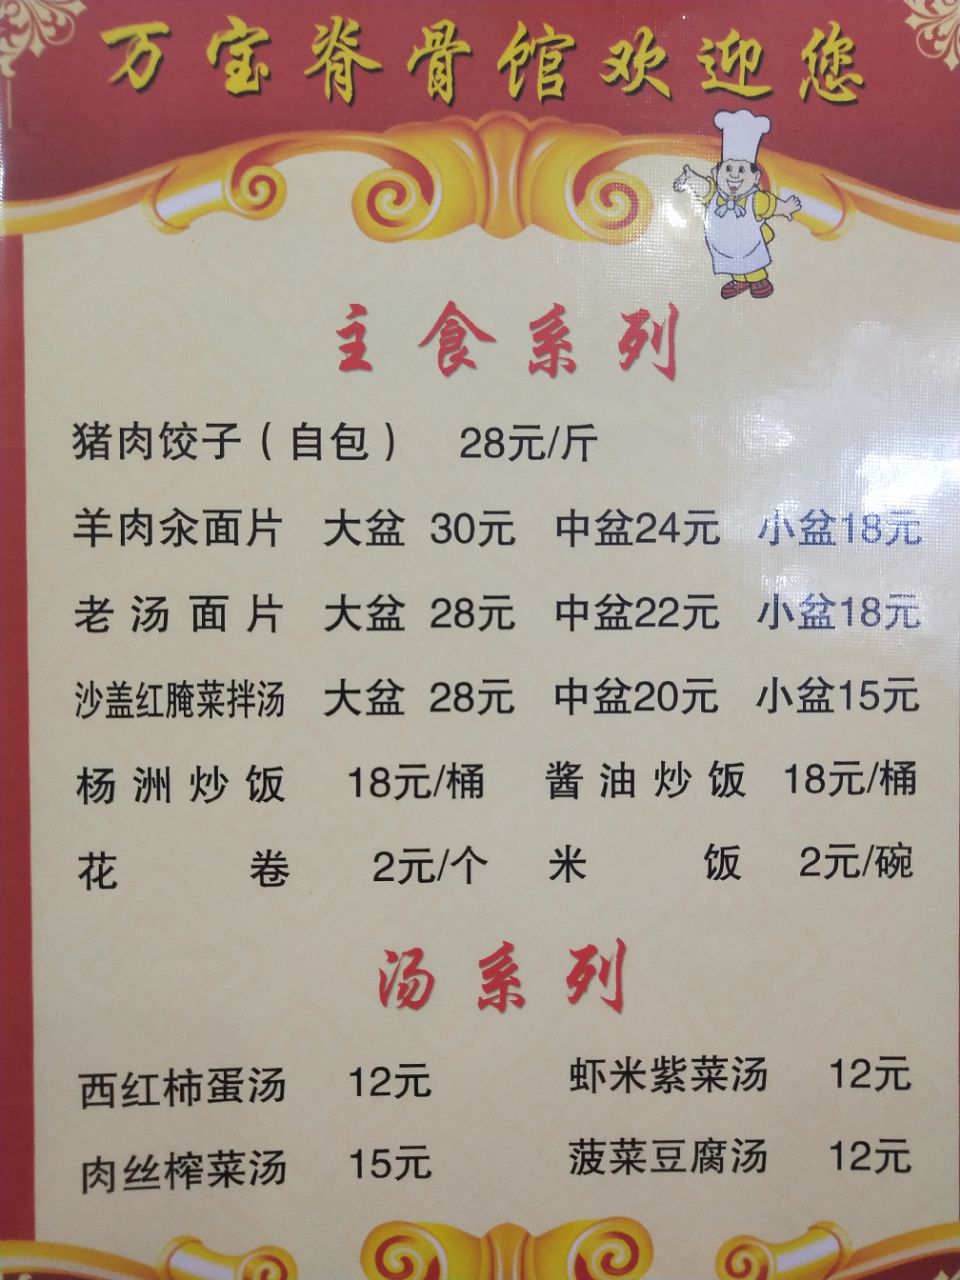 万宝脊骨馆欢迎您
主食系列
猪肉饺子（自包） 28元/斤
羊肉氽面片 大盆 30元 中盆24元 小盆18元
老汤面片 大盆 28元 中盆22元 小盆18元
沙盖红腌菜拌汤 大盆 28元 中盆20元 小盆15元
杨洲炒饭 18元/桶 酱油炒饭 18元/桶
花卷 2元/个 米饭 2元/碗
汤系列
西红柿蛋汤 12元 虾米紫菜汤 12元
肉丝榨菜汤 15元 菠菜豆腐汤 12元